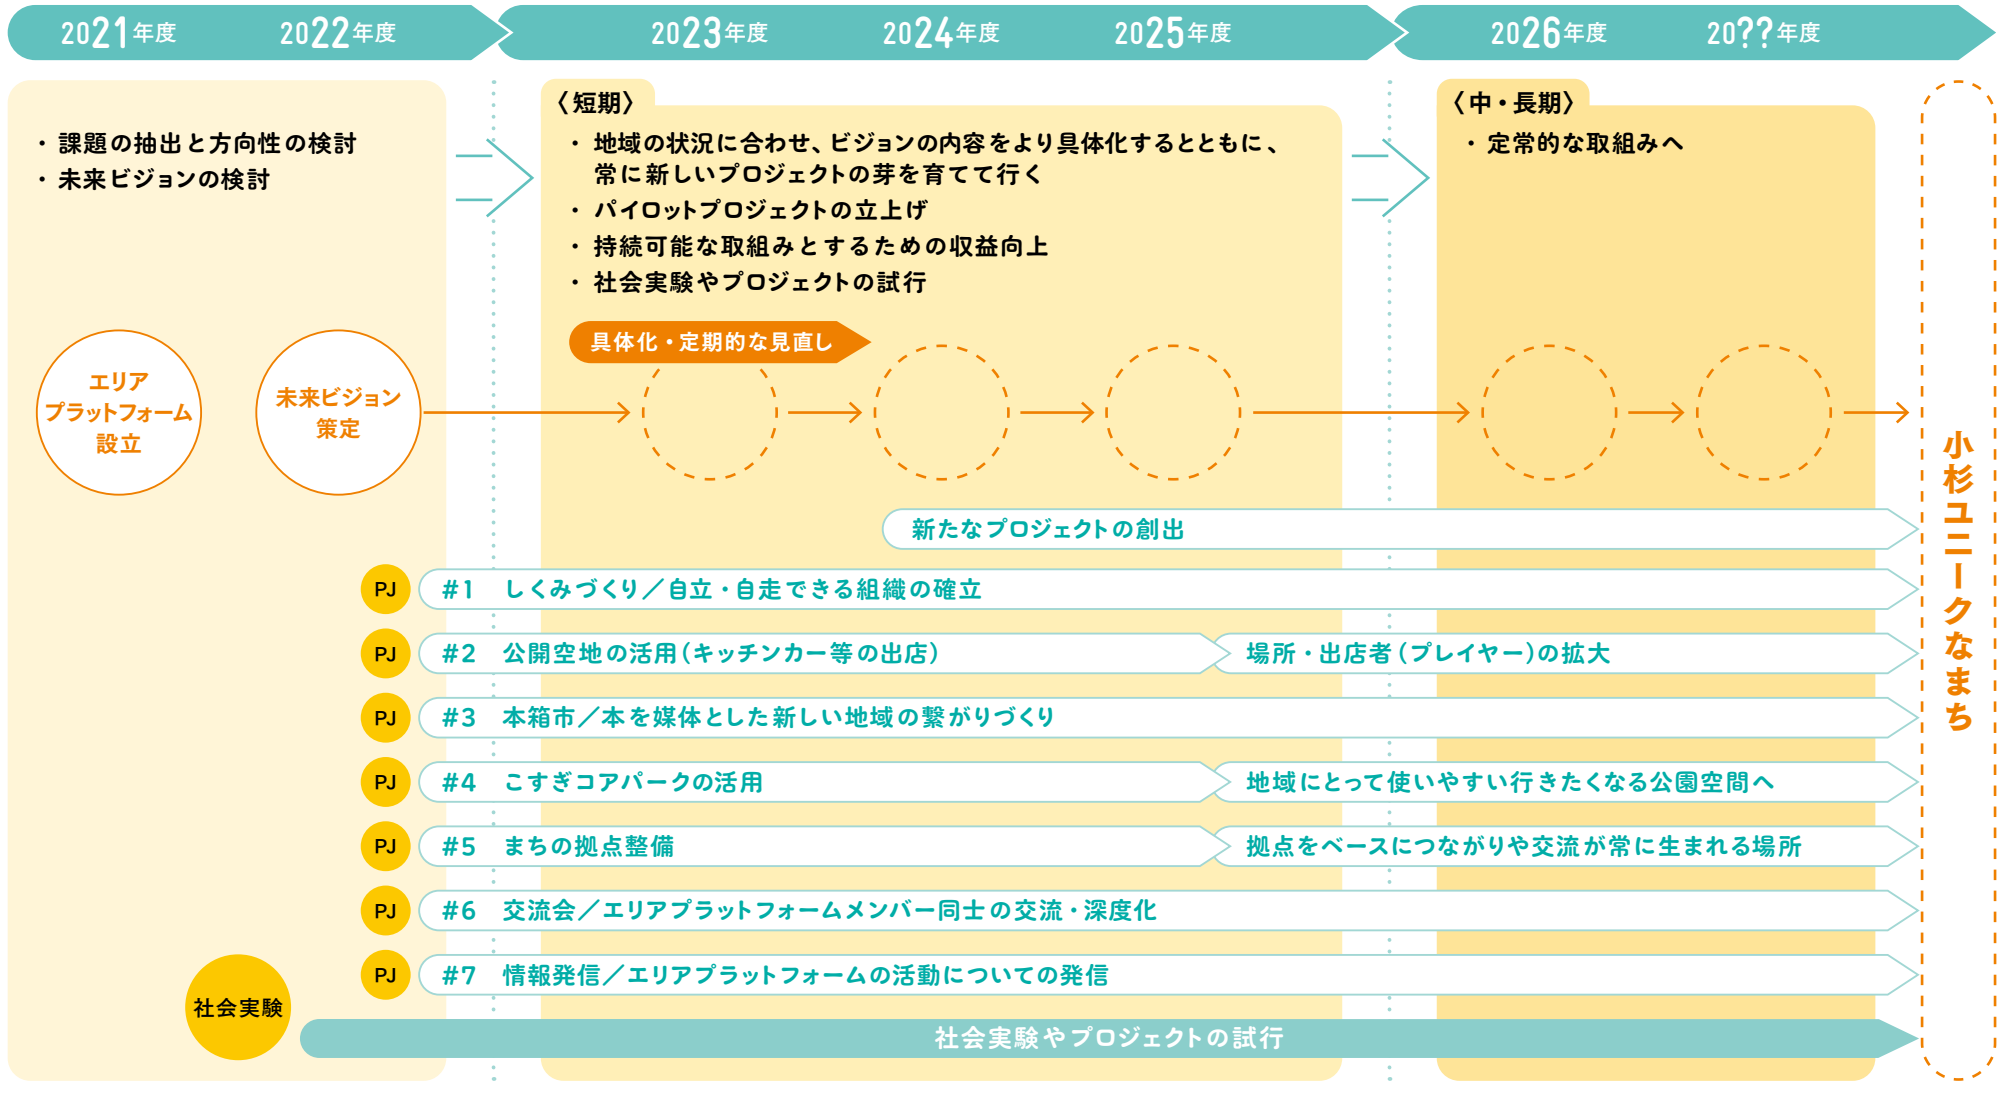 2021年度
2022年度
2023年度
2024年度
2025年度
2026年度
20??年度
・課題の抽出と方向性の検討
・未来ビジョンの検討
〈短期〉
・地域の状況に合わせ、ビジョンの内容をより具体化するとともに、
常に新しいプロジェクトの芽を育てて行く
・パイロットプロジェクトの立上げ
・持続可能な取組みとするための収益向上
・社会実験やプロジェクトの試行
〈中・長期〉
・定常的な取組みへ
エリア
プラットフォーム
設立
未来ビジョン
策定
具体化・定期的な見直し
新たなプロジェクトの創出
PJ #1 しくみづくり／自立・自走できる組織の確立
PJ #2 公開空地の活用（キッチンカー等の出店） 場所・出店者（プレイヤー）の拡大
PJ #3 本箱市／本を媒体とした新しい地域の繋がりづくり
PJ #4 こすぎコアパークの活用 地域にとって使いやすい行きたくなる公園空間へ
PJ #5 まちの拠点整備 拠点をベースにつながりや交流が常に生まれる場所
PJ #6 交流会／エリアプラットフォームメンバー同士の交流・深度化
PJ #7 情報発信／エリアプラットフォームの活動についての発信
社会実験
社会実験やプロジェクトの試行
小杉ユニークなまち